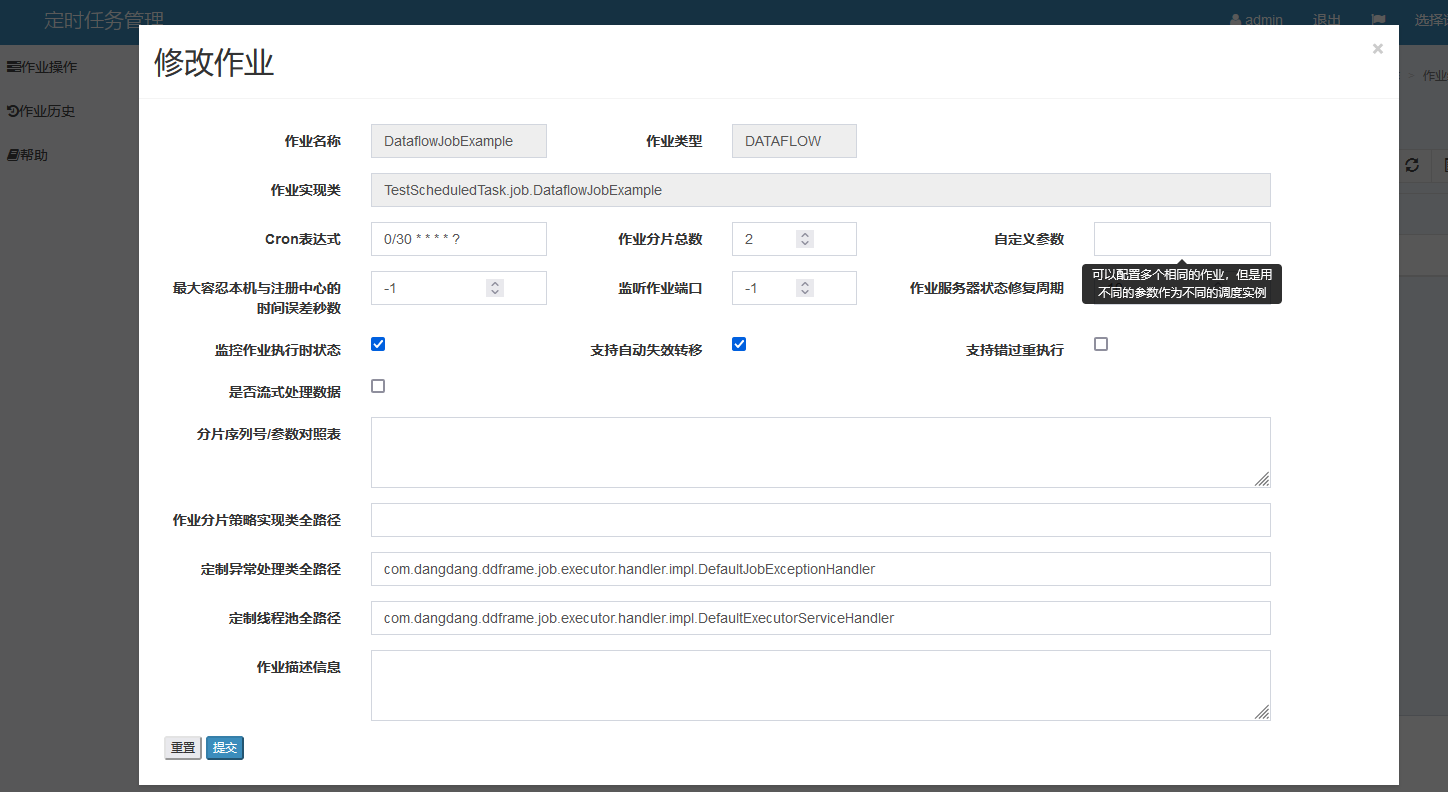 定时任务管理
admin
退出
修改作业
×
作业操作
作业历史
帮助
作业名称
DataflowJobExample
作业类型
DATAFLOW
作业实现类
TestScheduledTask.job.DataflowJobExample
Cron表达式
0/30 * * * * ?
作业分片总数
2
自定义参数
可以配置多个相同的作业，但是用
不同的参数作为不同的调度实例
最大容忍本机与注册中心的
时间误差秒数
-1
监听作业端口
-1
作业服务器状态修复周期
监控作业执行时状态
支持自动失效转移
支持错过重执行
是否流式处理数据
分片序列号/参数对照表
作业分片策略实现类全路径
定制异常处理类全路径
com.dangdang.ddframe.job.executor.handler.impl.DefaultJobExceptionHandler
定制线程池全路径
com.dangdang.ddframe.job.executor.handler.impl.DefaultExecutorServiceHandler
作业描述信息
重置
提交